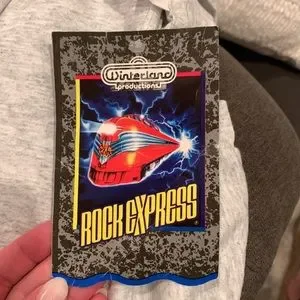 Winterland
productions
ROCK EXPRESS